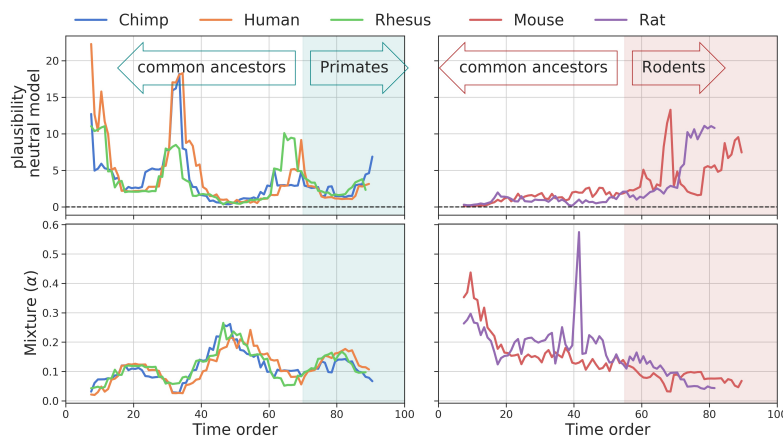 Chimp Human Rhesus Mouse Rat
common ancestors Primates common ancestors Rodents
plausibility
neutral model
20
15
10
5
0
Mixture (α)
0.6
0.5
0.4
0.3
0.2
0.1
0.0
0 20 40 60 80 100 0 20 40 60 80 100
Time order Time order